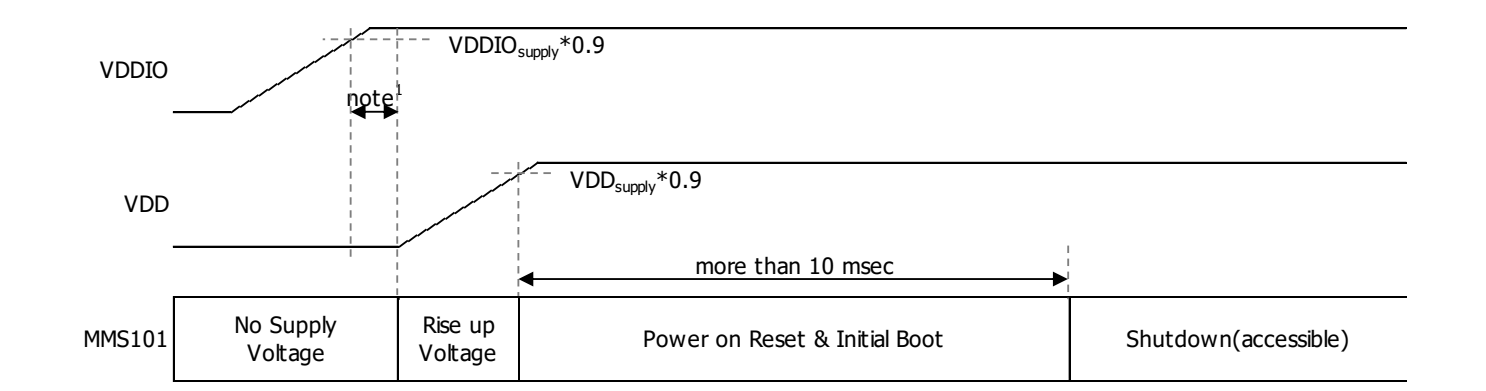 VDDIO
VDDIOsupply*0.9
note1
VDD
VDDsupply*0.9
more than 10 msec
MMS101
No Supply
Voltage
Rise up
Voltage
Power on Reset & Initial Boot
Shutdown(accessible)